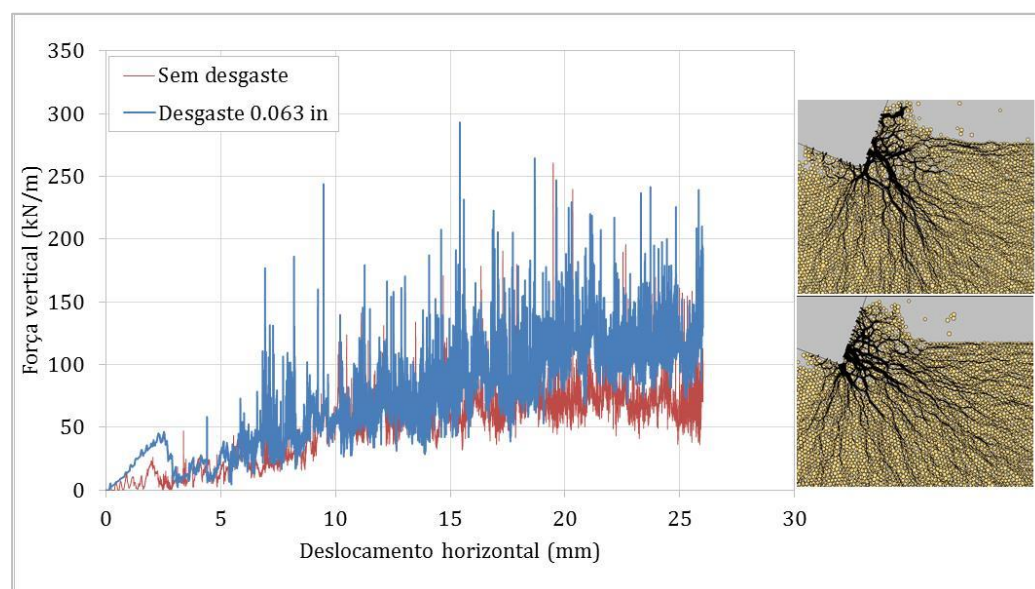 350
300
250
200
150
100
50
0
Força vertical (kN/m)
Sem desgaste
Desgaste 0.063 in
0 5 10 15 20 25 30
Deslocamento horizontal (mm)